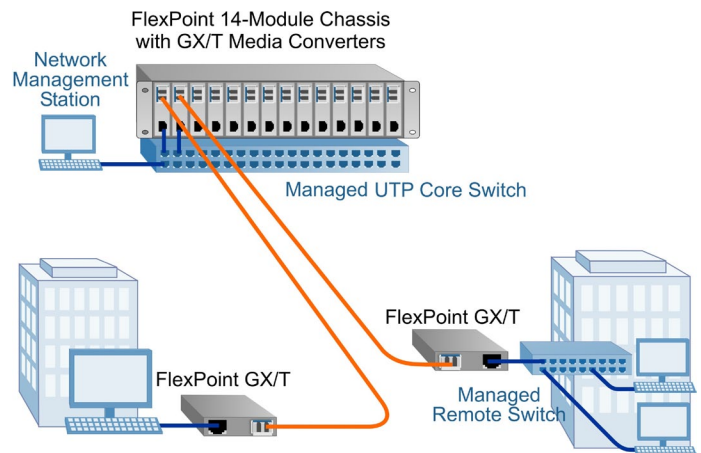 FlexPoint 14-Module Chassis
with GX/T Media Converters
Network
Management
Station
Managed UTP Core Switch
FlexPoint GX/T
FlexPoint GX/T
Managed
Remote Switch